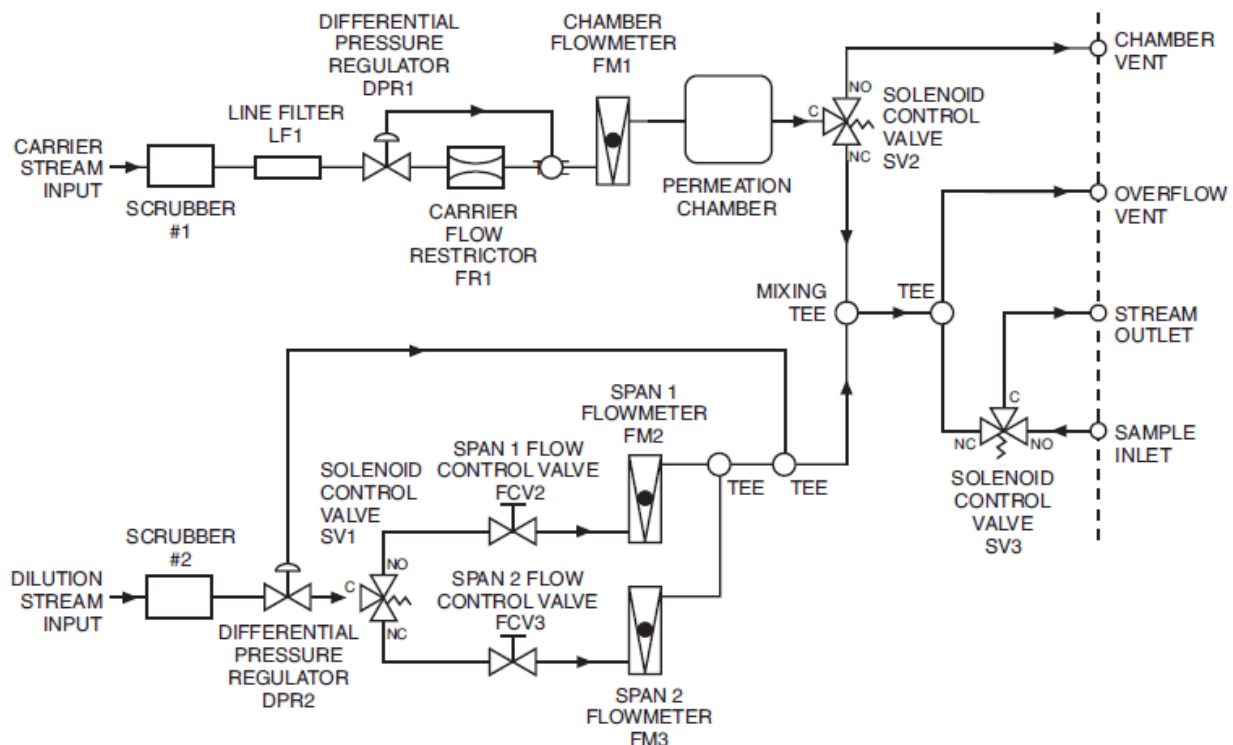 DIFFERENTIAL
PRESSURE
REGULATOR
DPR1
CHAMBER
FLOWMETER
FM1
CHAMBER
VENT
LINE FILTER
LF1
NO
C
NC
SOLENOID
CONTROL
VALVE
SV2
CARRIER
STREAM
INPUT
TEE
SCRUBBER
#1
CARRIER
FLOW
RESTRICTOR
FR1
PERMEATION
CHAMBER
OVERFLOW
VENT
MIXING
TEE
TEE
STREAM
OUTLET
SPAN 1
FLOWMETER
FM2
C
NC
NO
SAMPLE
INLET
SPAN 1 FLOW
CONTROL VALVE
FCV2
SOLENOID
CONTROL
VALVE
SV1
TEE
TEE
SOLENOID
CONTROL
VALVE
SV3
SCRUBBER
#2
NO
C
NC
DILUTION
STREAM
INPUT
SPAN 2 FLOW
CONTROL VALVE
FCV3
DIFFERENTIAL
PRESSURE
REGULATOR
DPR2
SPAN 2
FLOWMETER
FM3